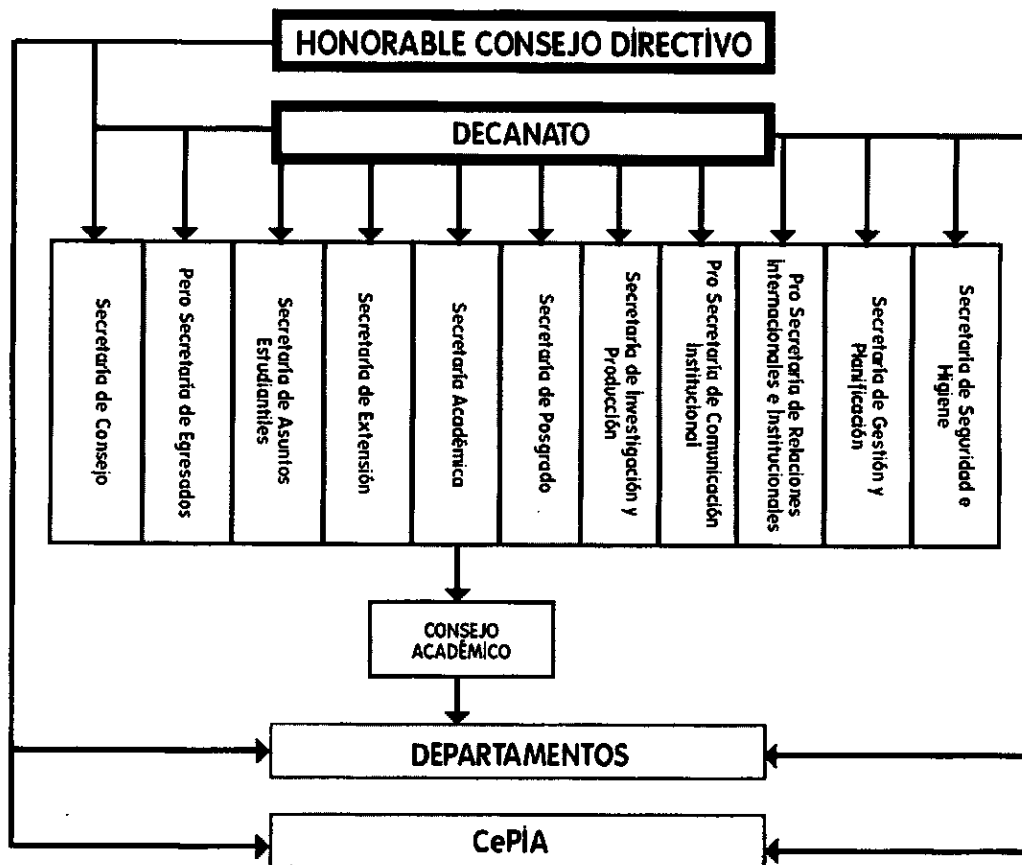 HONORABLE CONSEJO DIRECTIVO
DECANATO
Secretaría de Consejo
Pero Secretaría de Egresados
Secretaría de Asuntos
Estudiantiles
Secretaría de Extensión
Secretaría Académica
Secretaría de Posgrado
Secretaría de Investigación y
Producción
Pro Secretaría de Comunicación
Institucional
Pro Secretaría de Relaciones
Internacionales e Institucionales
Secretaría de Gestión y
Planificación
Secretaría de Seguridad e
Higiene
CONSEJO
ACADÉMICO
DEPARTAMENTOS
CePIA